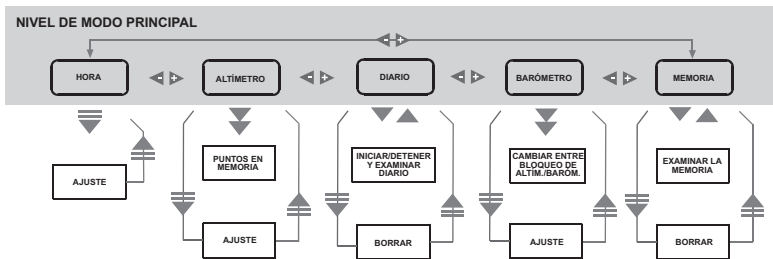 NIVEL DE MODO PRINCIPAL
HORA
ALTÍMETRO
DIARIO
BARÓMETRO
MEMORIA
PUNTOS EN
MEMORIA
INICIAR/DETENER
Y EXAMINAR
DIARIO
CAMBIAR ENTRE
BLOQUEO DE
ALTÍM./BARÓM.
EXAMINAR LA
MEMORIA
AJUSTE
AJUSTE
BORRAR
AJUSTE
BORRAR